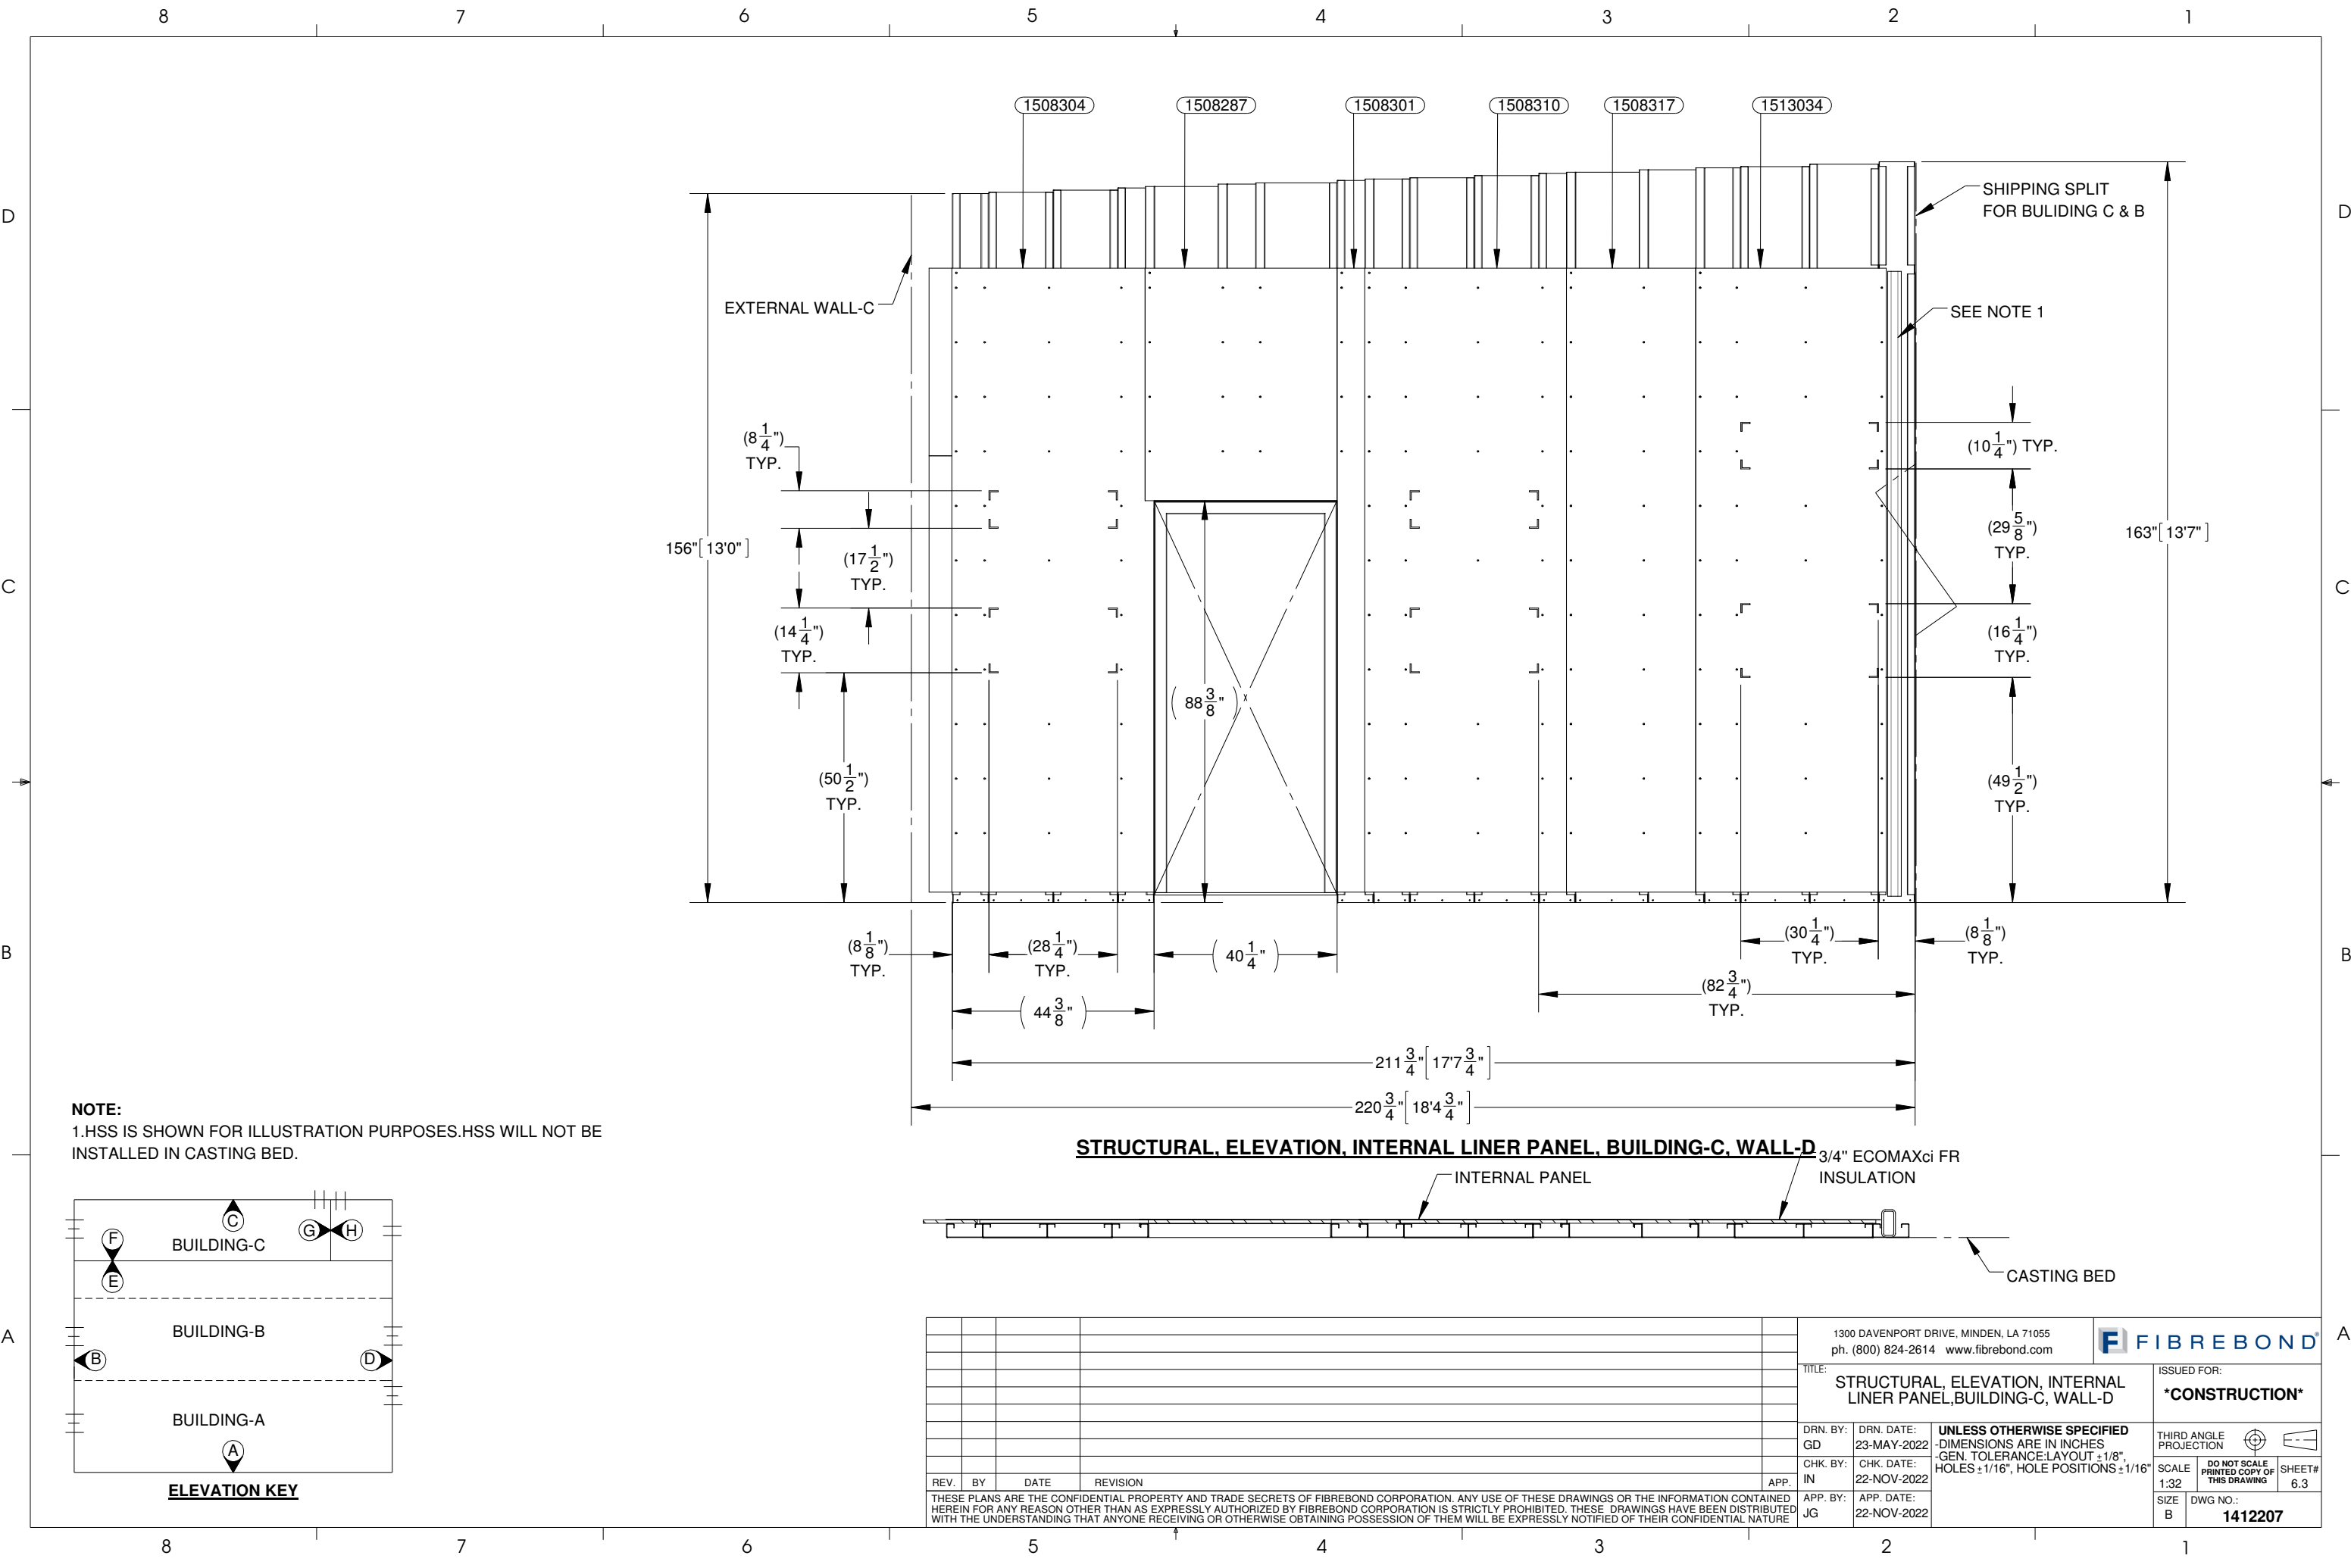 8 7 6 5 4 3 2 1
D
C
B
A
D
C
B
A
1508304
1508287
1508301
1508310
1508317
1513034
SHIPPING SPLIT
FOR BULIDING C & B
EXTERNAL WALL-C
SEE NOTE 1
(8 1/4")
TYP.
(17 1/2")
TYP.
(14 1/4")
TYP.
(50 1/2")
TYP.
156"[13'0"]
(88 3/8")
(10 1/4") TYP.
(29 5/8")
TYP.
(16 1/4")
TYP.
(49 1/2")
TYP.
163"[13'7"]
(8 1/8")
TYP.
(28 1/4")
TYP.
(40 1/4")
(30 1/4")
TYP.
(8 1/8")
TYP.
(82 3/4")
TYP.
(44 3/8")
211 3/4"[17'7 3/4"]
220 3/4"[18'4 3/4"]
STRUCTURAL, ELEVATION, INTERNAL LINER PANEL, BUILDING-C, WALL-D
3/4" ECOMAXci FR
INSULATION
INTERNAL PANEL
CASTING BED
NOTE:
1.HSS IS SHOWN FOR ILLUSTRATION PURPOSES.HSS WILL NOT BE
INSTALLED IN CASTING BED.
C
G H
F
BUILDING-C
E
BUILDING-B
B D
BUILDING-A
A
ELEVATION KEY
REV. BY DATE REVISION APP.
THESE PLANS ARE THE CONFIDENTIAL PROPERTY AND TRADE SECRETS OF FIBREBOND CORPORATION. ANY USE OF THESE DRAWINGS OR THE INFORMATION CONTAINED
HEREIN FOR ANY REASON OTHER THAN AS EXPRESSLY AUTHORIZED BY FIBREBOND CORPORATION IS STRICTLY PROHIBITED. THESE DRAWINGS HAVE BEEN DISTRIBUTED
WITH THE UNDERSTANDING THAT ANYONE RECEIVING OR OTHERWISE OBTAINING POSSESSION OF THEM WILL BE EXPRESSLY NOTIFIED OF THEIR CONFIDENTIAL NATURE
1300 DAVENPORT DRIVE, MINDEN, LA 71055
ph. (800) 824-2614 www.fibrebond.com
F FIBREBOND®
TITLE:
STRUCTURAL, ELEVATION, INTERNAL
LINER PANEL,BUILDING-C, WALL-D
ISSUED FOR:
*CONSTRUCTION*
DRN. BY:
GD
DRN. DATE:
23-MAY-2022
CHK. BY:
IN
CHK. DATE:
22-NOV-2022
APP. BY:
JG
APP. DATE:
22-NOV-2022
UNLESS OTHERWISE SPECIFIED
-DIMENSIONS ARE IN INCHES
-GEN. TOLERANCE:LAYOUT ±1/8",
HOLES ±1/16", HOLE POSITIONS ±1/16"
THIRD ANGLE
PROJECTION
SCALE
1:32
DO NOT SCALE
PRINTED COPY OF
THIS DRAWING
SHEET#
6.3
SIZE
B
DWG NO.:
1412207
8 7 6 5 4 3 2 1